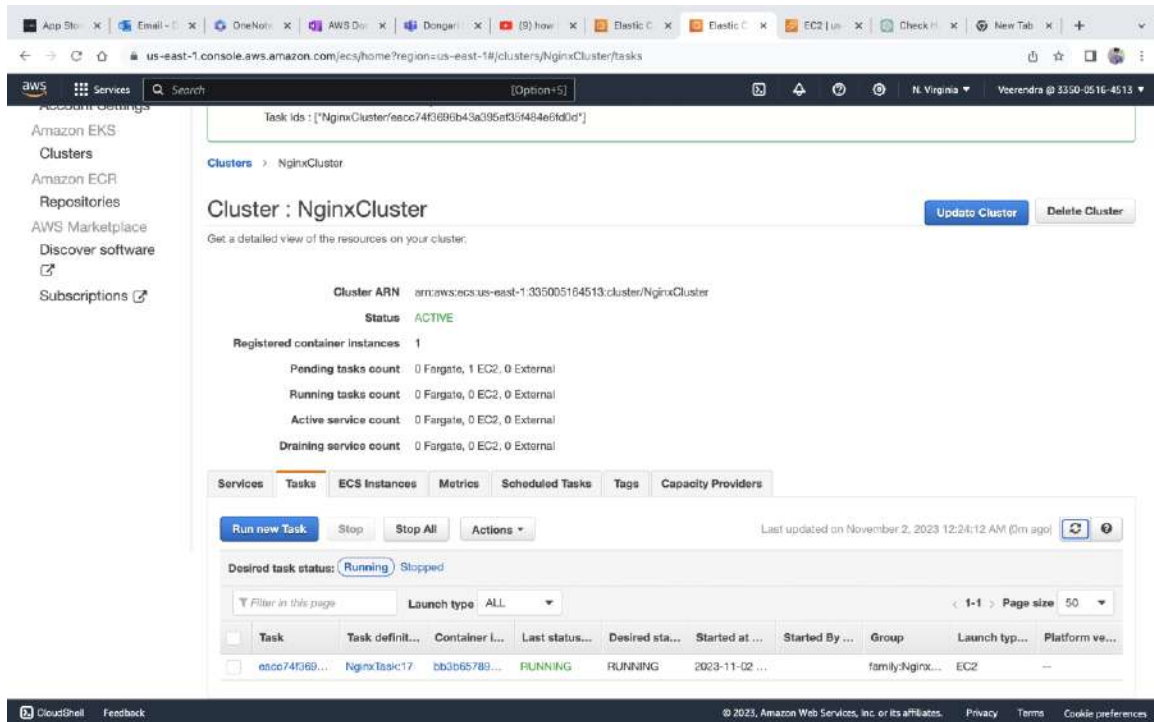 App Stor
Email - D
OneNote
AWS Doc
Dongari
(9) how
Elastic C
Elastic C
EC2 | us-
Check H
New Tab
us-east-1.console.aws.amazon.com/ecs/home?region=us-east-1#/clusters/NginxCluster/tasks
aws Services Search [Option+S] N. Virginia Veerendra @ 3350-0516-4513
Account Settings
Amazon EKS
Clusters
Amazon ECR
Repositories
AWS Marketplace
Discover software
Subscriptions
Task Ids : ["NginxCluster/eacc74f3696b43a395ef35f484e6fd0d"]
Clusters > NginxCluster
Cluster : NginxCluster
Update Cluster Delete Cluster
Get a detailed view of the resources on your cluster.
Cluster ARN arn:aws:ecs:us-east-1:335005164513:cluster/NginxCluster
Status ACTIVE
Registered container instances 1
Pending tasks count 0 Fargate, 1 EC2, 0 External
Running tasks count 0 Fargate, 0 EC2, 0 External
Active service count 0 Fargate, 0 EC2, 0 External
Draining service count 0 Fargate, 0 EC2, 0 External
Services Tasks ECS Instances Metrics Scheduled Tasks Tags Capacity Providers
Run new Task Stop Stop All Actions Last updated on November 2, 2023 12:24:12 AM (0m ago)
Desired task status: Running Stopped
Filter in this page Launch type ALL < 1-1 > Page size 50
Task Task definit... Container i... Last status... Desired sta... Started at ... Started By ... Group Launch typ... Platform ve...
eacc74f369... NginxTask:17 bb3b65789... RUNNING RUNNING 2023-11-02 ... family:Nginx... EC2 --
CloudShell Feedback © 2023, Amazon Web Services, Inc. or its affiliates. Privacy Terms Cookie preferences